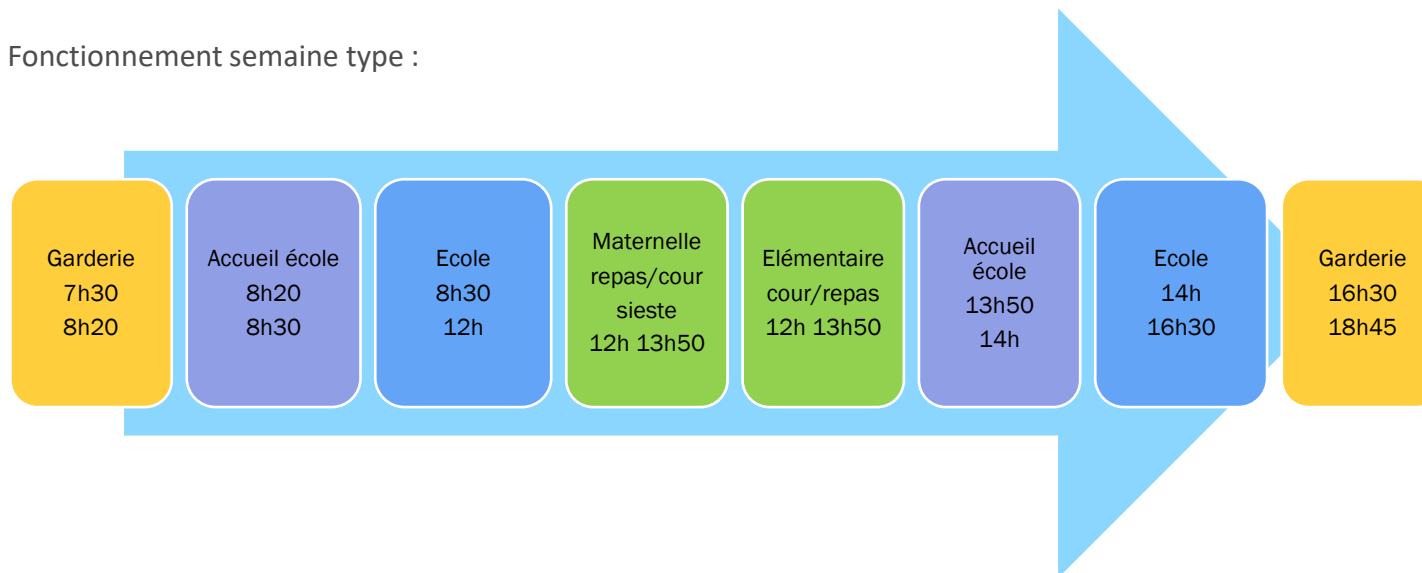 Fonctionnement semaine type :
Garderie
7h30
8h20
Accueil école
8h20
8h30
Ecole
8h30
12h
Maternelle
repas/cour
sieste
12h 13h50
Elémentaire
cour/repas
12h 13h50
Accueil
école
13h50
14h
Ecole
14h
16h30
Garderie
16h30
18h45